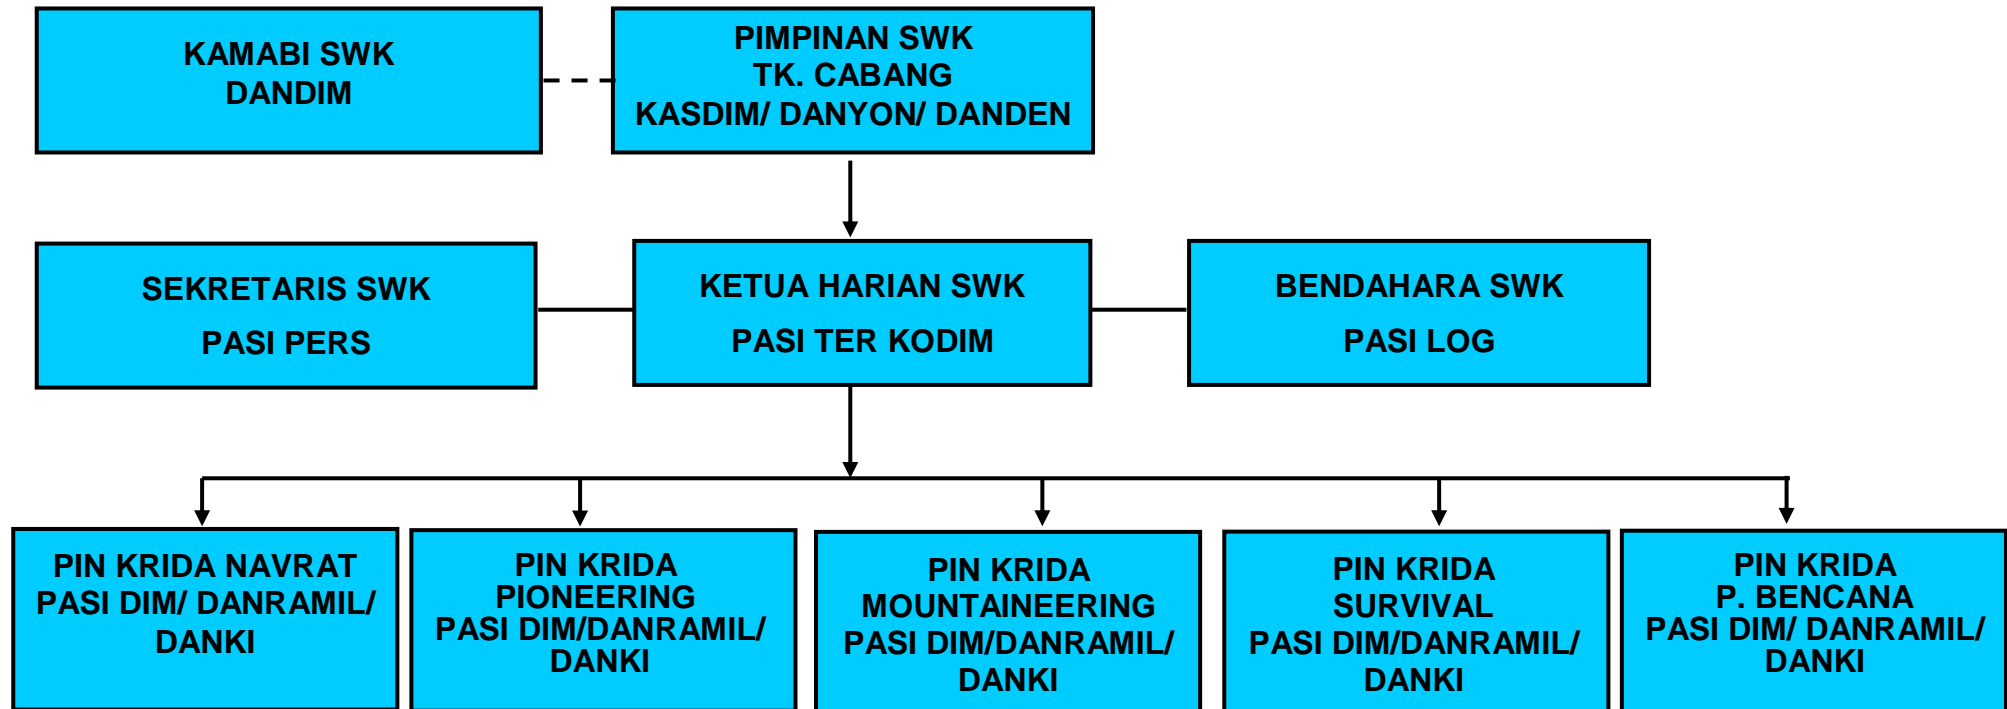 KAMABI SWK
DANDIM
PIMPINAN SWK
TK. CABANG
KASDIM/ DANYON/ DANDEN
SEKRETARIS SWK
PASI PERS
KETUA HARIAN SWK
PASI TER KODIM
BENDAHARA SWK
PASI LOG
PIN KRIDA NAVRAT
PASI DIM/ DANRAMIL/
DANKI
PIN KRIDA
PIONEERING
PASI DIM/DANRAMIL/
DANKI
PIN KRIDA
MOUNTAINEERING
PASI DIM/DANRAMIL/
DANKI
PIN KRIDA
SURVIVAL
PASI DIM/DANRAMIL/
DANKI
PIN KRIDA
P. BENCANA
PASI DIM/ DANRAMIL/
DANKI